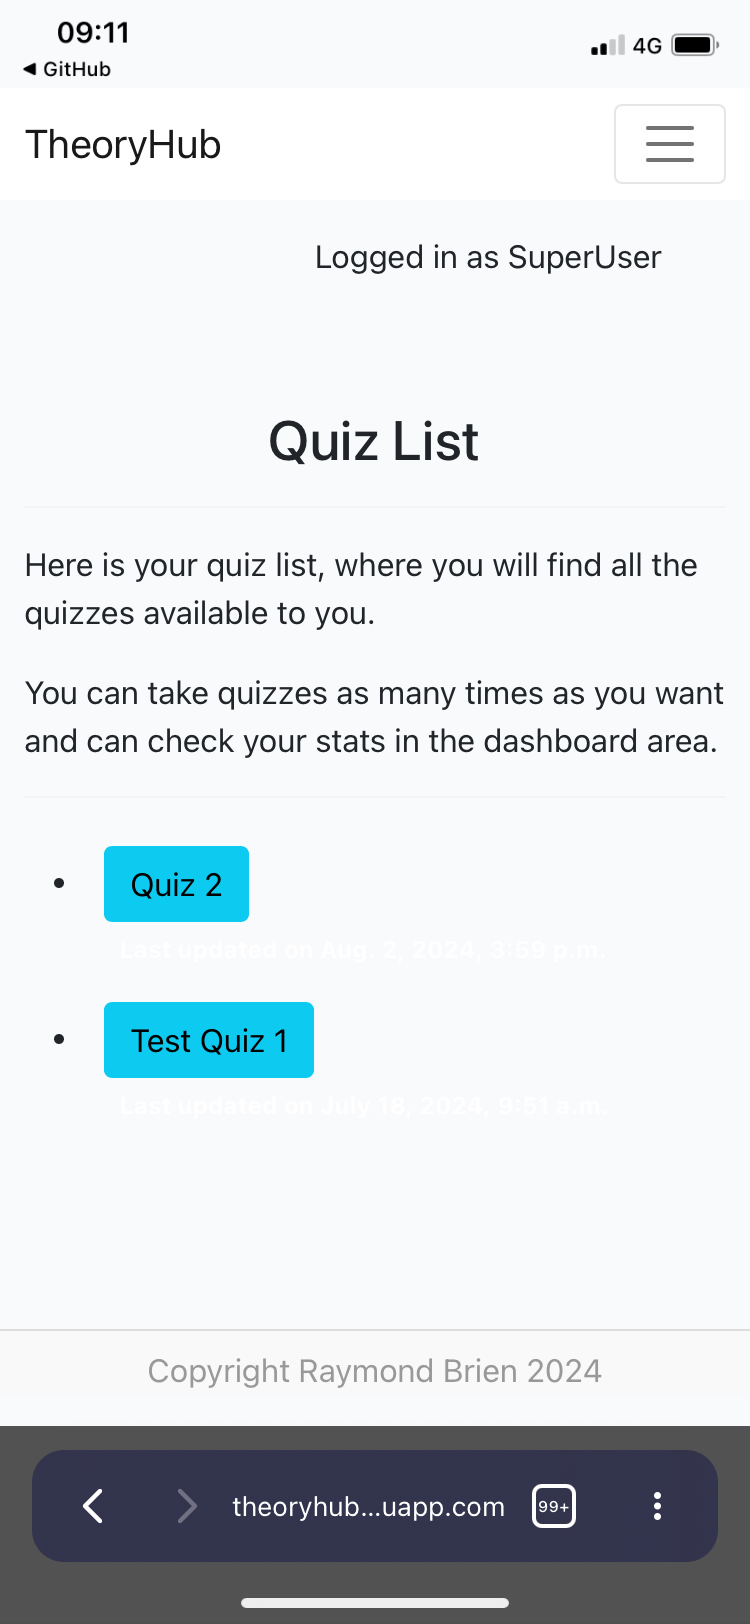 09:11
4G
◀ GitHub
TheoryHub
Logged in as SuperUser
Quiz List
Here is your quiz list, where you will find all the
quizzes available to you.
You can take quizzes as many times as you want
and can check your stats in the dashboard area.
• Quiz 2
Last updated on Aug. 2, 2024, 3:59 p.m.
• Test Quiz 1
Last updated on July 18, 2024, 9:51 a.m.
Copyright Raymond Brien 2024
theoryhub...uapp.com
99+